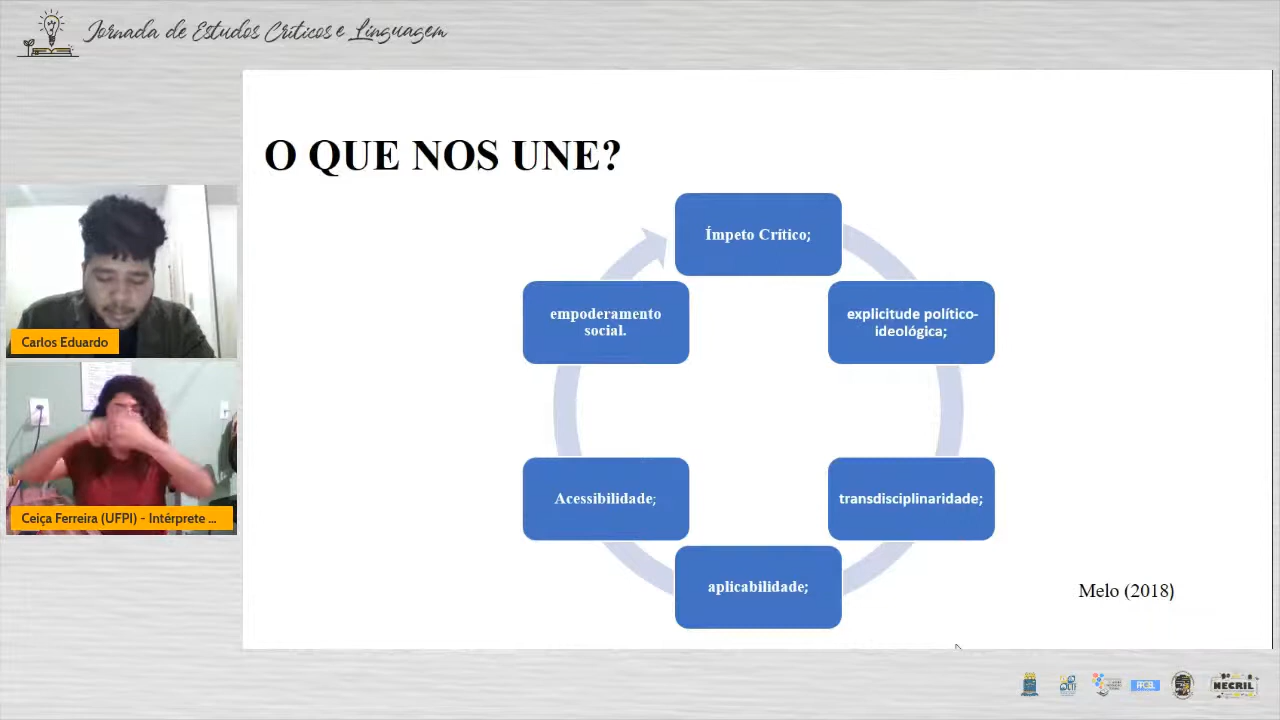 Jornada de Estudos Críticos e Linguagem
O QUE NOS UNE?
Ímpeto Crítico;
explicitude político-
ideológica;
transdisciplinaridade;
aplicabilidade;
Acessibilidade;
empoderamento
social.
Melo (2018)
Carlos Eduardo
Ceiça Ferreira (UFPI) - Intérprete ...
NECRIL